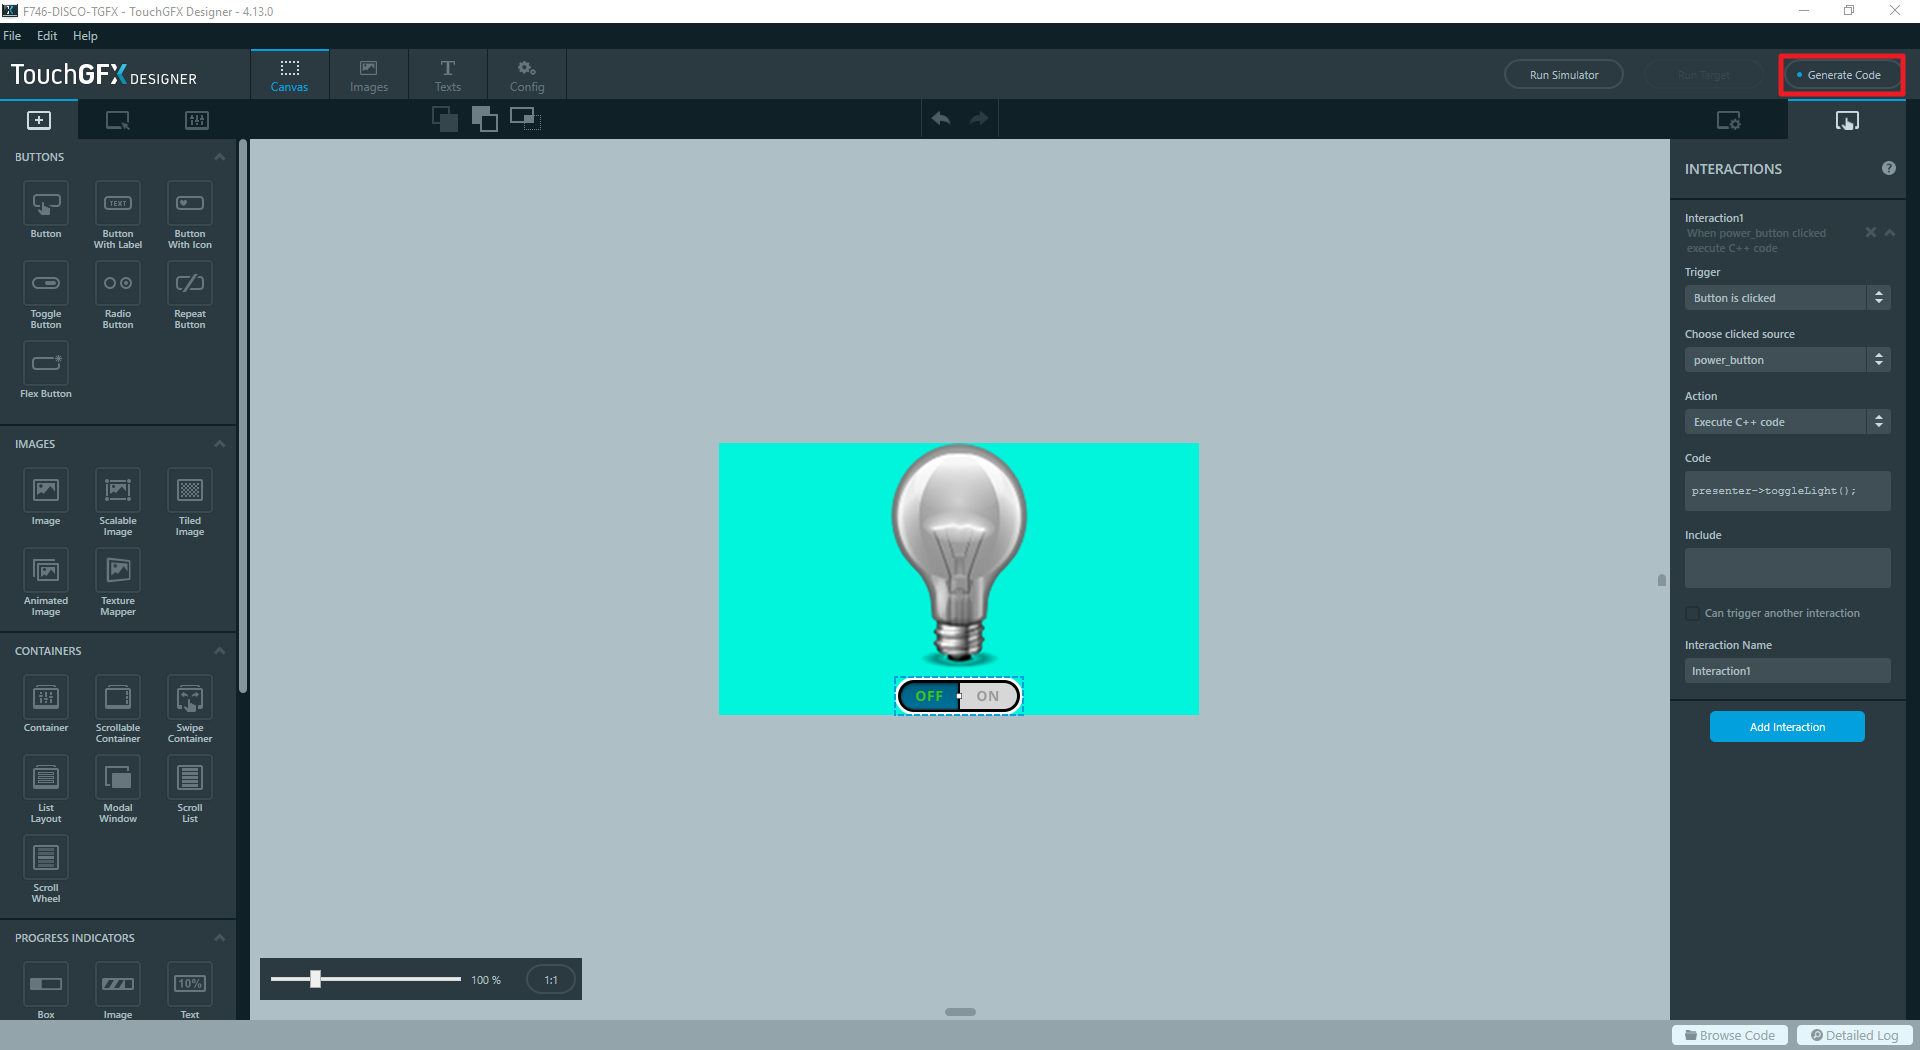 F746-DISCO-TGFX - TouchGFX Designer - 4.13.0
File Edit Help
TouchGFX DESIGNER
Canvas
Images
Texts
Config
Run Simulator
Run Target
Generate Code
BUTTONS
Button
Button
With Label
TEXT
Button
With Icon
Toggle
Button
Radio
Button
Repeat
Button
Flex Button
IMAGES
Image
Scalable
Image
Tiled
Image
Animated
Image
Texture
Mapper
CONTAINERS
Container
Scrollable
Container
Swipe
Container
List
Layout
Modal
Window
Scroll
List
Scroll
Wheel
PROGRESS INDICATORS
10%
Box
Image
Text
OFF ON
100 %
1:1
INTERACTIONS
?
Interaction1
When power_button clicked
execute C++ code
Trigger
Button is clicked
Choose clicked source
power_button
Action
Execute C++ code
Code
presenter->toggleLight();
Include
Can trigger another interaction
Interaction Name
Interaction1
Add Interaction
Browse Code
Detailed Log